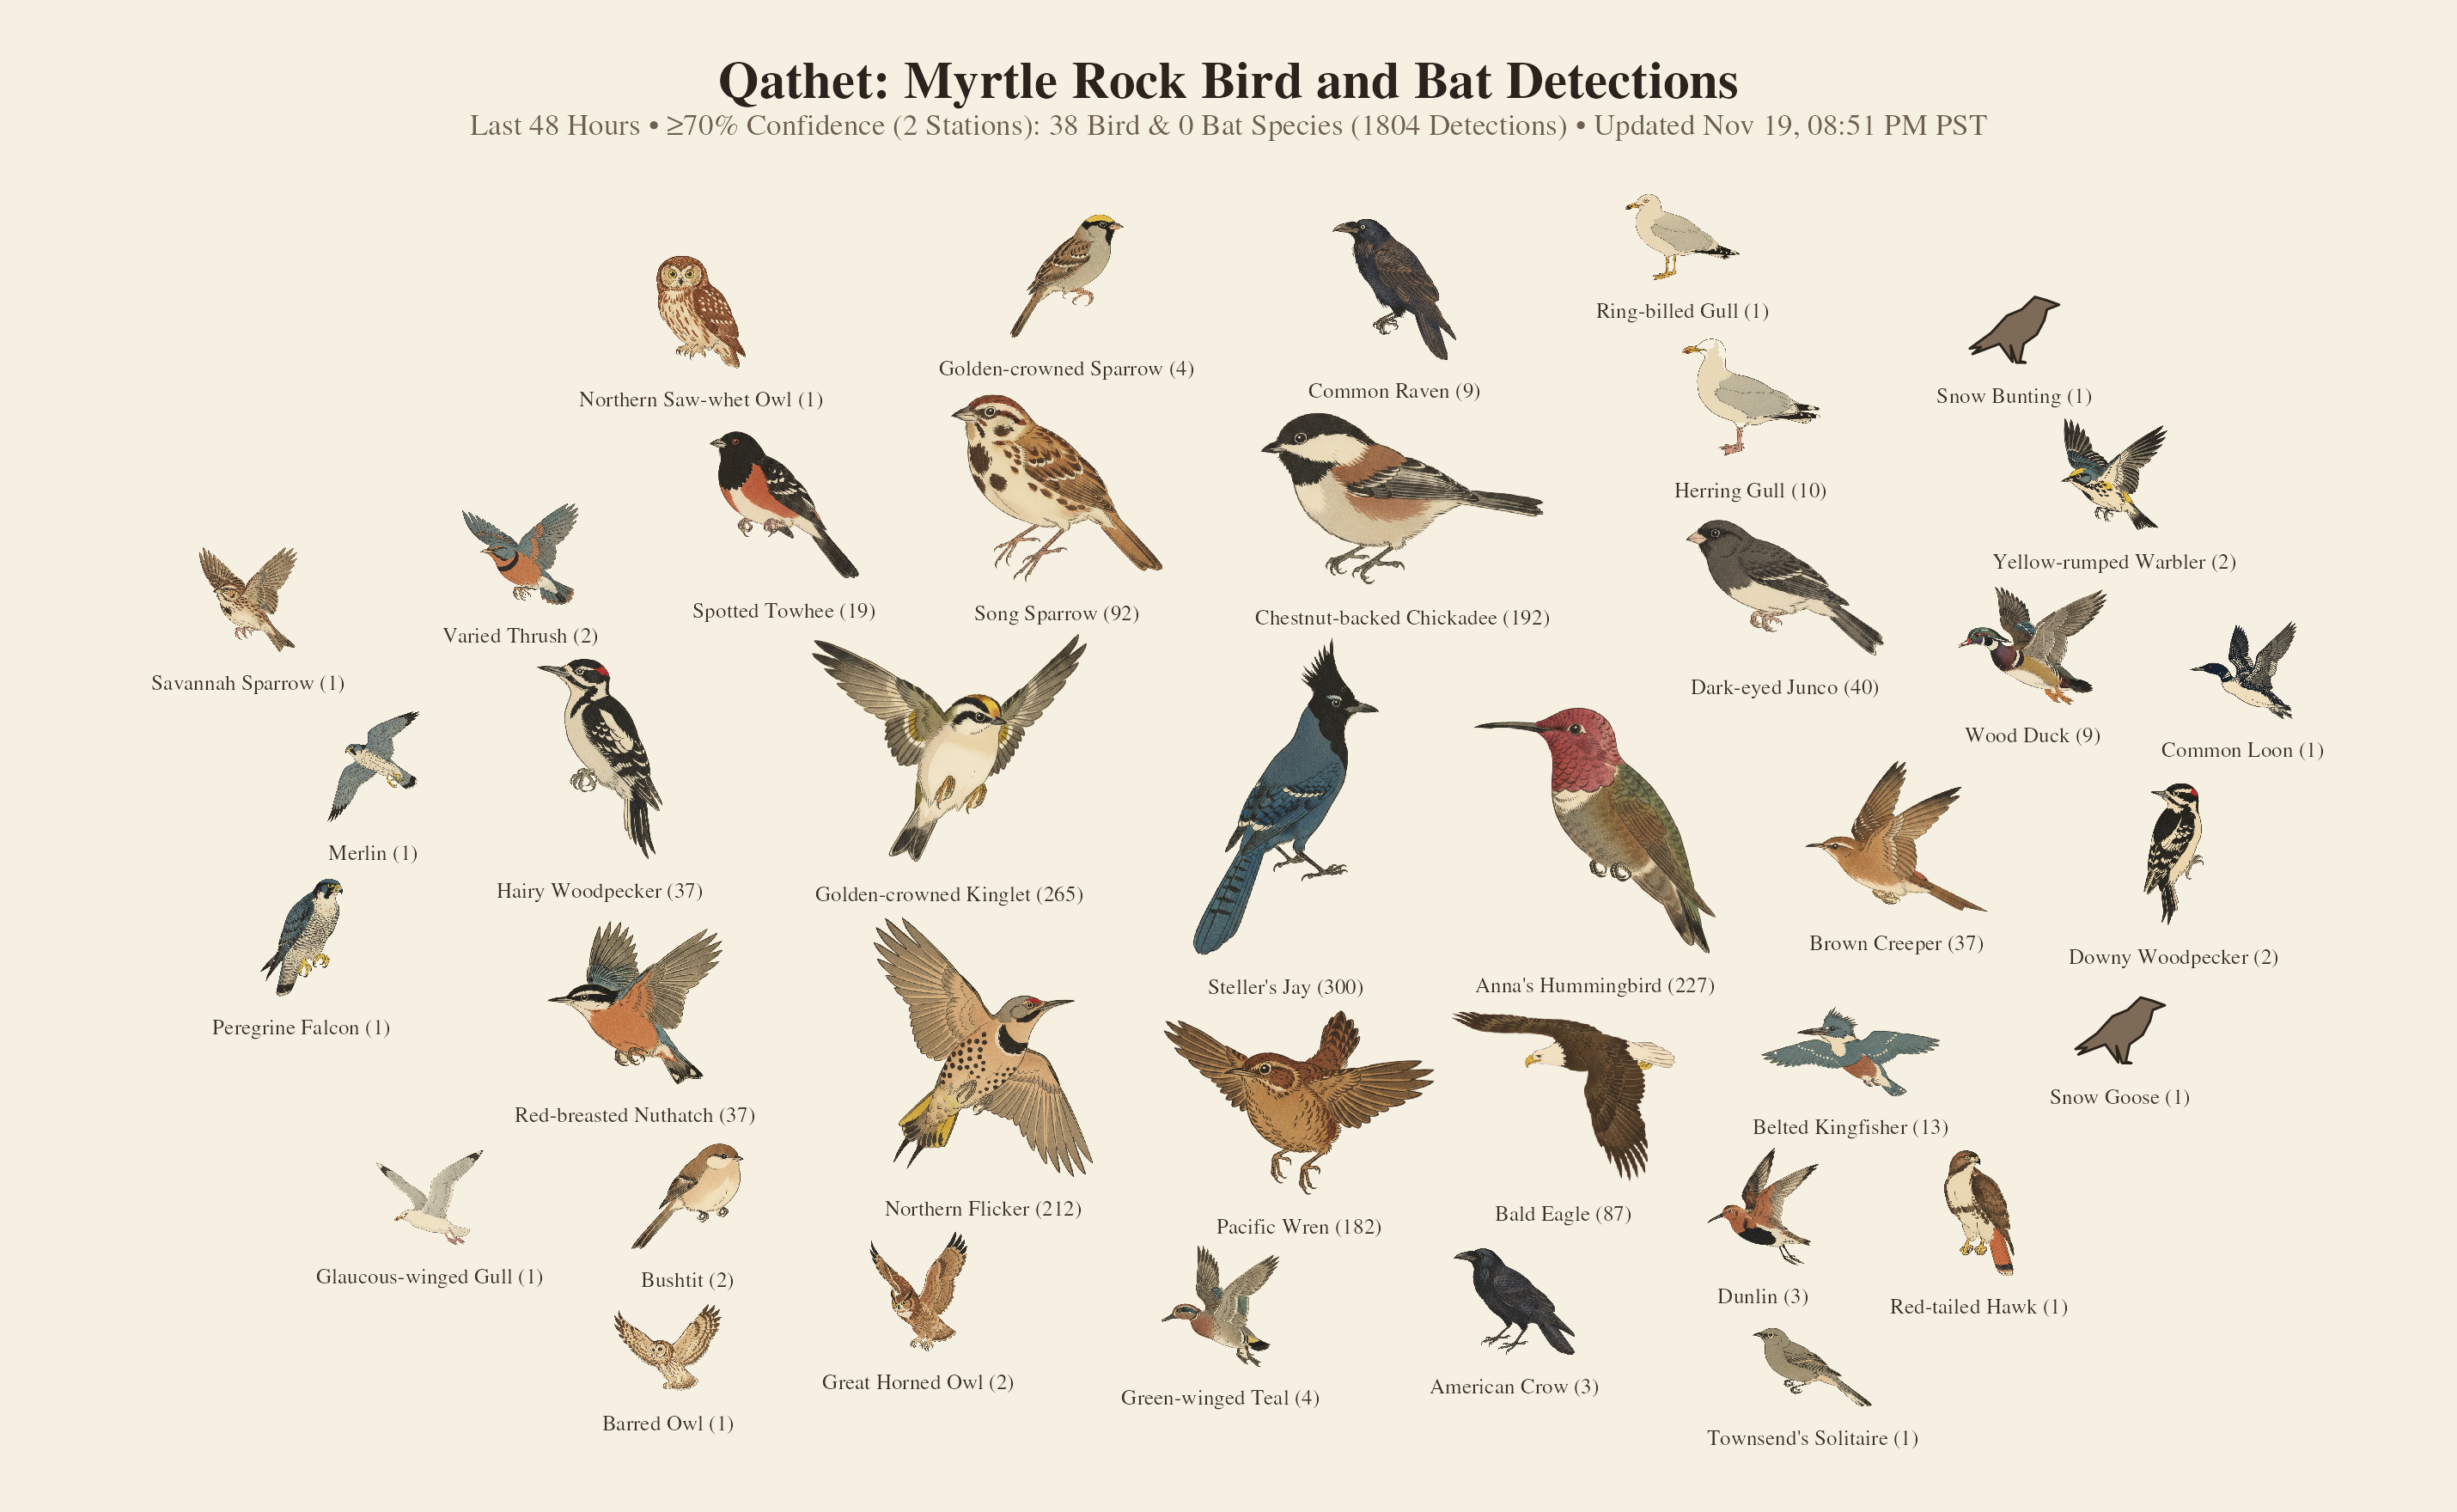 Qathet: Myrtle Rock Bird and Bat Detections
Last 48 Hours • ≥70% Confidence (2 Stations): 38 Bird & 0 Bat Species (1804 Detections) • Updated Nov 19, 08:51 PM PST
Ring-billed Gull (1)
Golden-crowned Sparrow (4)
Common Raven (9)
Snow Bunting (1)
Northern Saw-whet Owl (1)
Herring Gull (10)
Yellow-rumped Warbler (2)
Spotted Towhee (19)
Song Sparrow (92)
Chestnut-backed Chickadee (192)
Varied Thrush (2)
Savannah Sparrow (1)
Dark-eyed Junco (40)
Wood Duck (9)
Common Loon (1)
Merlin (1)
Hairy Woodpecker (37)
Golden-crowned Kinglet (265)
Brown Creeper (37)
Downy Woodpecker (2)
Steller's Jay (300)
Anna's Hummingbird (227)
Peregrine Falcon (1)
Snow Goose (1)
Red-breasted Nuthatch (37)
Belted Kingfisher (13)
Northern Flicker (212)
Bald Eagle (87)
Pacific Wren (182)
Glaucous-winged Gull (1)
Bushtit (2)
Dunlin (3)
Red-tailed Hawk (1)
Great Horned Owl (2)
American Crow (3)
Green-winged Teal (4)
Barred Owl (1)
Townsend's Solitaire (1)